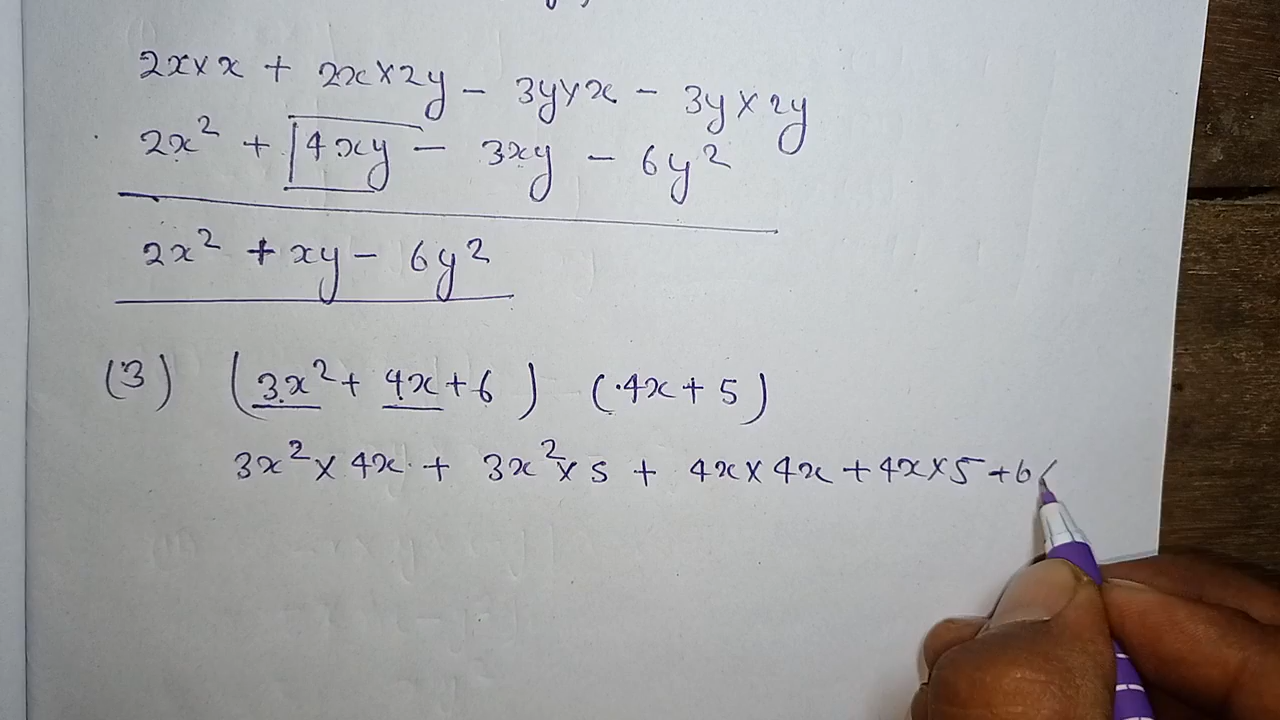 2x×x + 2x×2y - 3y×x - 3y×2y
2x² + 4xy - 3xy - 6y²
2x² + xy - 6y²
(3) (3x² + 4x + 6) (4x + 5)
3x² × 4x + 3x² × 5 + 4x × 4x + 4x × 5 + 6